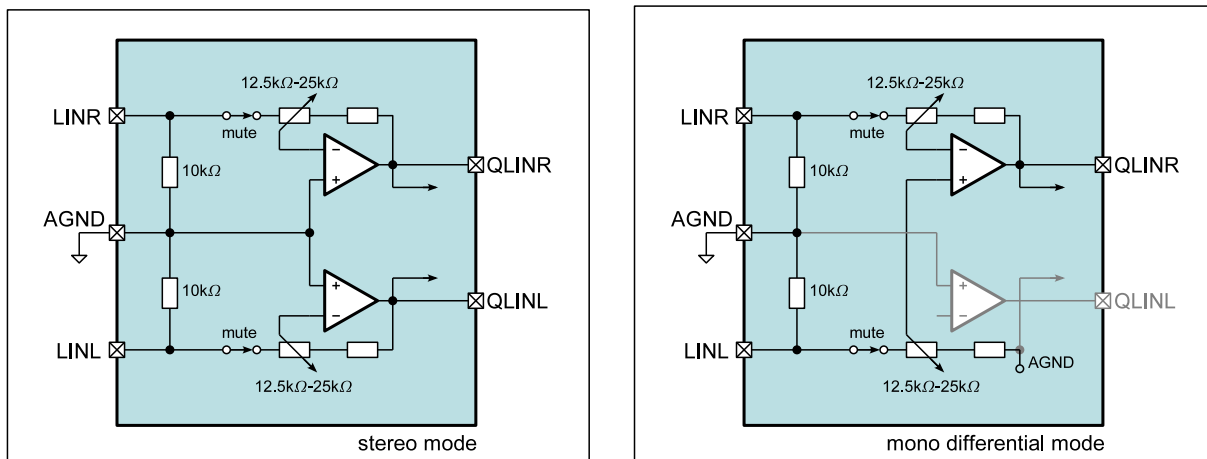 12.5kΩ-25kΩ
LINR
mute
10kΩ
QLINR
AGND
10kΩ
QLINL
mute
LINL
12.5kΩ-25kΩ
stereo mode
12.5kΩ-25kΩ
LINR
mute
10kΩ
QLINR
AGND
10kΩ
QLINL
mute
LINL
AGND
12.5kΩ-25kΩ
mono differential mode